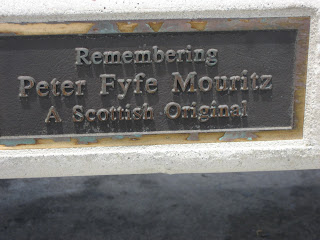 Remembering
Peter Fyfe Mouritz
A Scottish Original